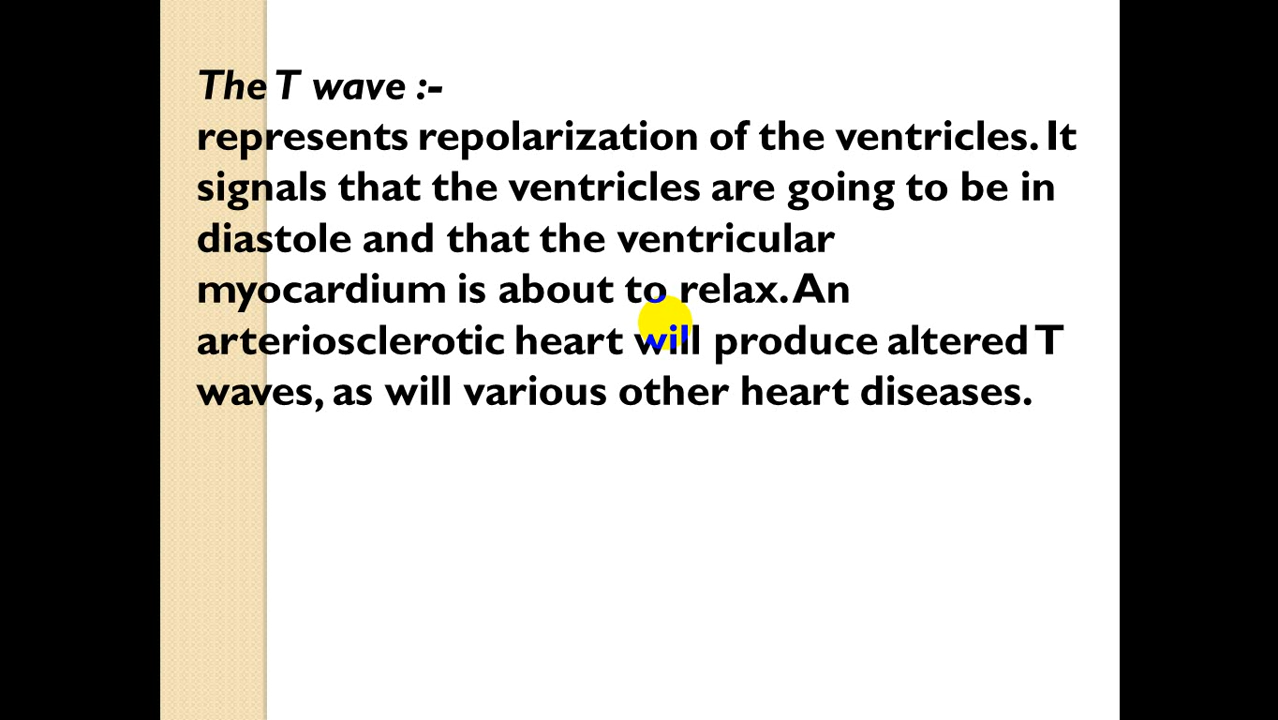 The T wave :-
represents repolarization of the ventricles. It
signals that the ventricles are going to be in
diastole and that the ventricular
myocardium is about to relax. An
arteriosclerotic heart will produce altered T
waves, as will various other heart diseases.